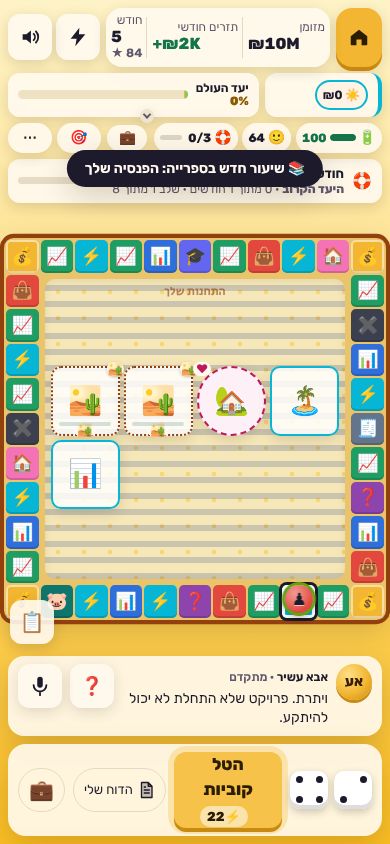 מזומן
₪10M
תזרים חודשי
+₪2K
חודש
5
★ 84
☀️ ₪0
יעד העולם
0%
100
64
0/3
📚 שיעור חדש בספרייה: הפנסיה שלך
התחנות שלך
אע
אבא עשיר • מתקדם
ויתרת. פרויקט שלא התחלת לא יכול
להיתקע.
הטל
קוביות
⚡22
הדוח שלי